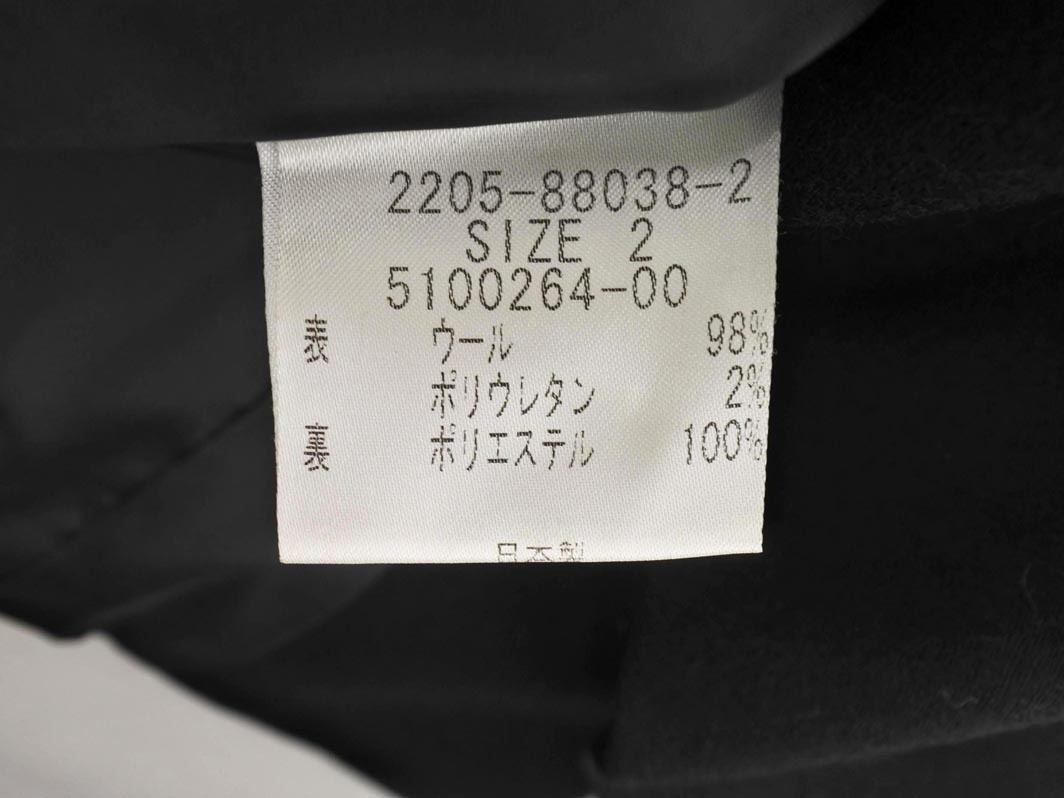 2205-88038-2
SIZE 2
5100264-00
表 ウール 98%
ポリウレタン 2%
裏 ポリエステル 100%
日本製